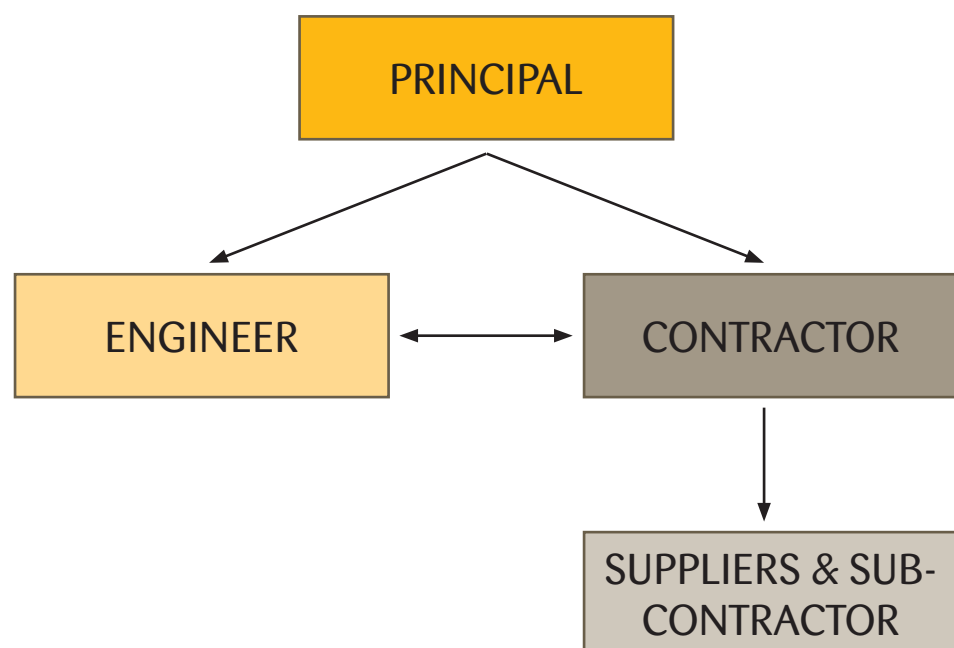 PRINCIPAL
ENGINEER
CONTRACTOR
SUPPLIERS & SUB-
CONTRACTOR